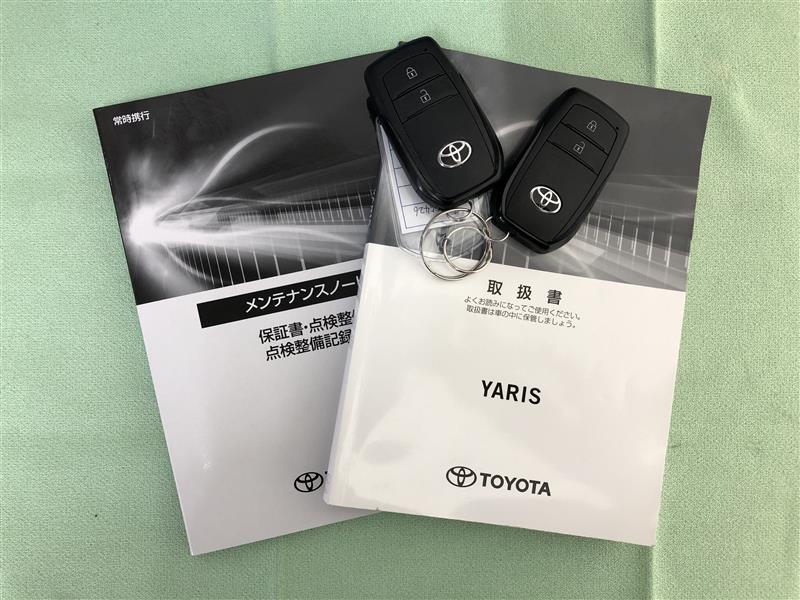 常時携行
メンテナンスノー
保証書・点検整
点検整備記録
取扱書
よくお読みになってご使用ください。
取扱書は車の中に保管しましょう。
YARIS
TOYOTA